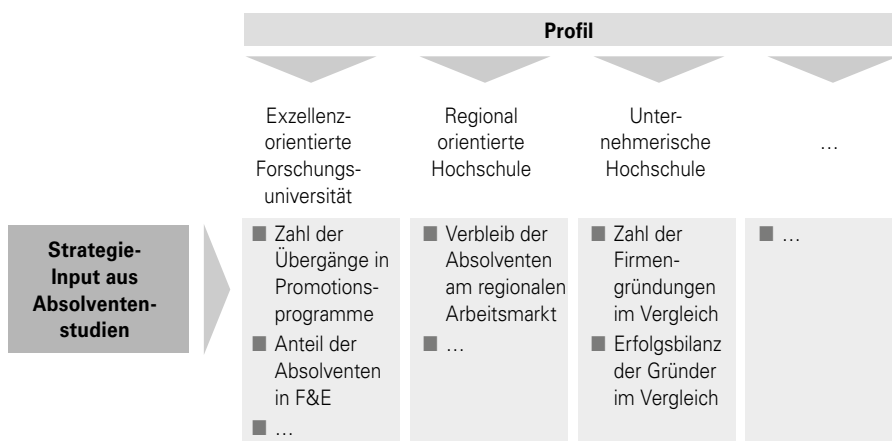 Profil
Exzellenz-
orientierte
Forschungs-
universität
Regional
orientierte
Hochschule
Unter-
nehmerische
Hochschule
…
Strategie-
Input aus
Absolventen-
studien
■ Zahl der
Übergänge in
Promotions-
programme
■ Anteil der
Absolventen
in F&E
■ …
■ Verbleib der
Absolventen
am regionalen
Arbeitsmarkt
■ …
■ Zahl der
Firmen-
gründungen
im Vergleich
■ Erfolgsbilanz
der Gründer
im Vergleich
■ …